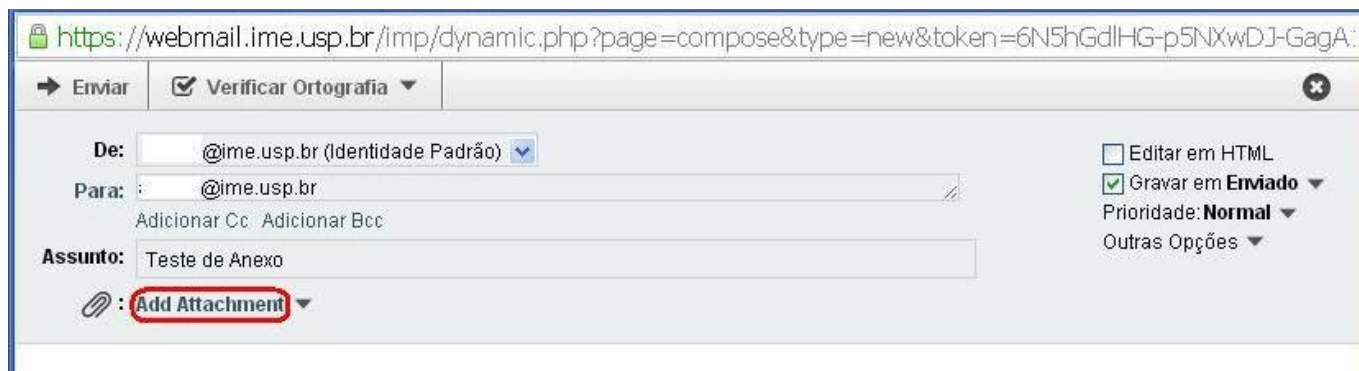 https://webmail.ime.usp.br/imp/dynamic.php?page=compose&type=new&token=6N5hGdlHG-p5NXwDJ-GagA
Enviar Verificar Ortografia
De: @ime.usp.br (Identidade Padrão)
Para: @ime.usp.br
Adicionar Cc Adicionar Bcc
Assunto: Teste de Anexo
: Add Attachment
Editar em HTML
Gravar em Enviado
Prioridade: Normal
Outras Opções